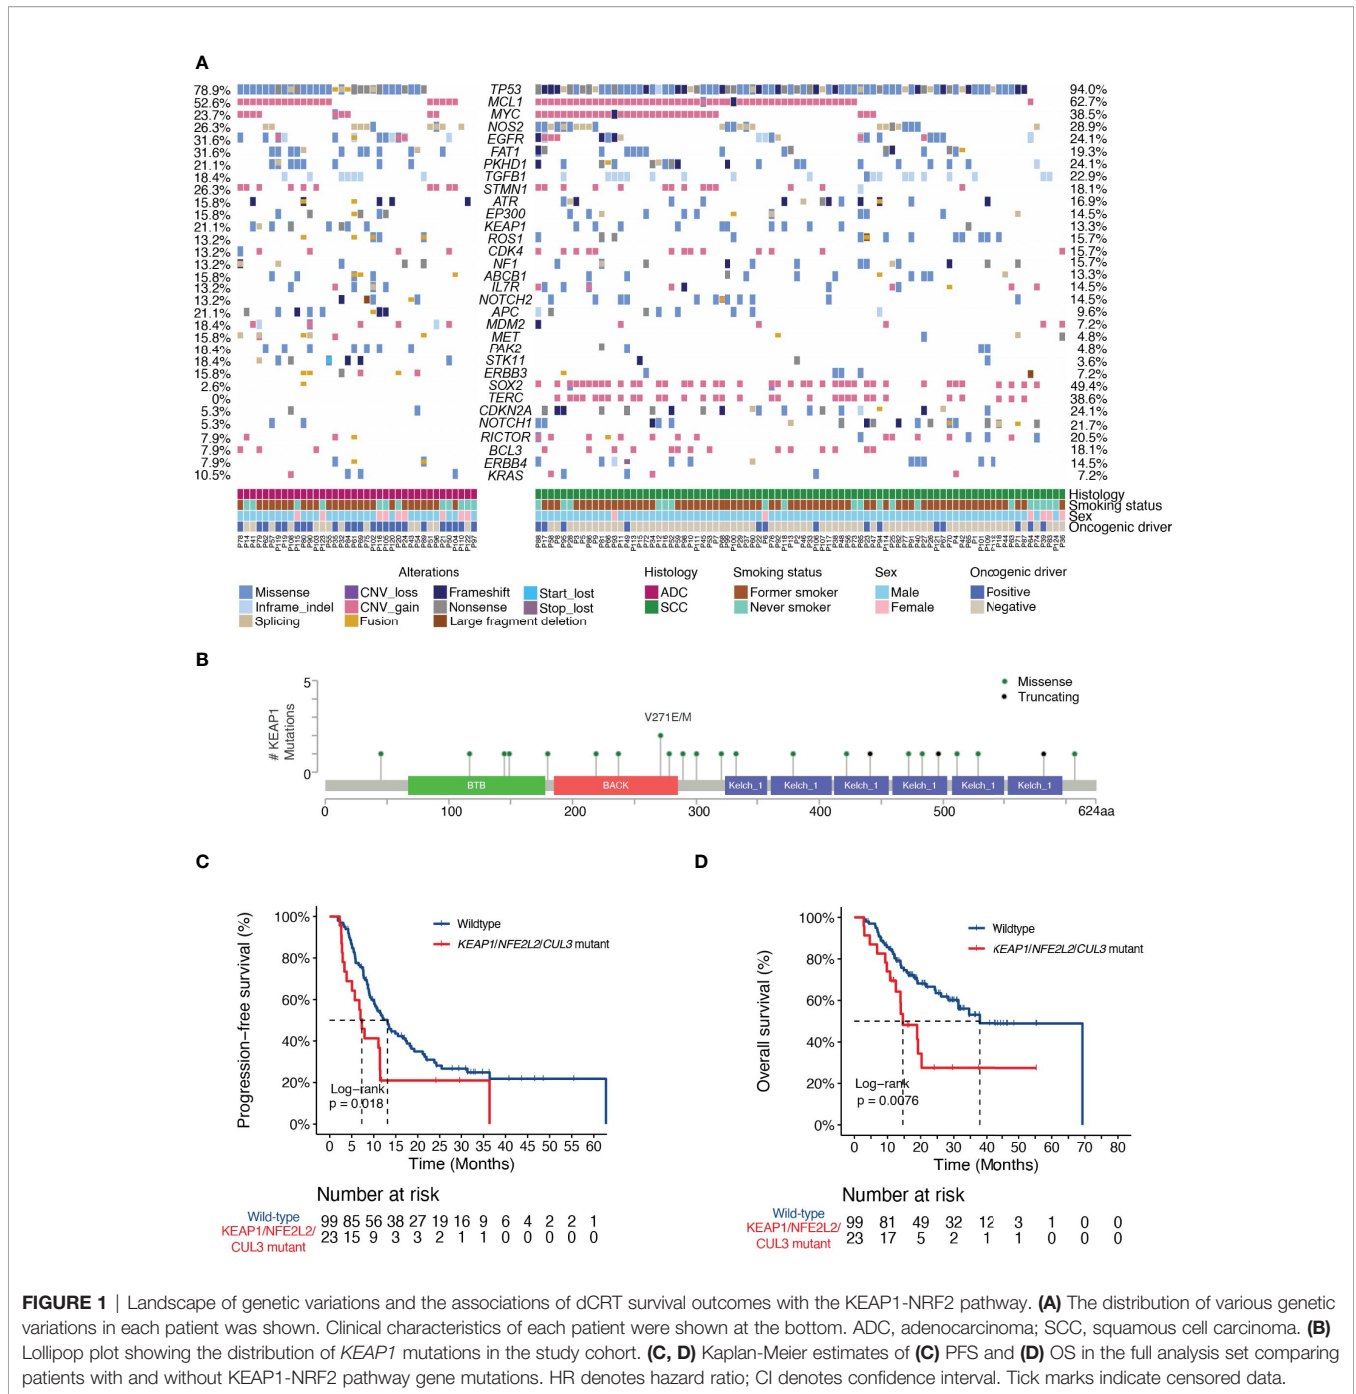 A
78.9% TP53 94.0%
52.6% MCL1 62.7%
23.7% MYC 38.5%
26.3% NOS2 28.9%
31.6% EGFR 24.1%
31.6% FAT1 19.3%
21.1% PKHD1 24.1%
18.4% TGFB1 22.9%
26.3% STMN1 18.1%
15.8% ATR 16.9%
15.8% EP300 14.5%
21.1% KEAP1 13.3%
13.2% ROS1 15.7%
13.2% CDK4 15.7%
13.2% NF1 15.7%
15.8% ABCB1 13.3%
13.2% IL7R 14.5%
13.2% NOTCH2 14.5%
21.1% APC 9.6%
18.4% MDM2 7.2%
15.8% MET 4.8%
18.4% PAK2 4.8%
18.4% STK11 3.6%
15.8% ERBB3 7.2%
2.6% SOX2 49.4%
0% TERC 38.6%
5.3% CDKN2A 24.1%
5.3% NOTCH1 21.7%
7.9% RICTOR 20.5%
7.9% BCL3 18.1%
7.9% ERBB4 14.5%
10.5% KRAS 7.2%
Histology
Smoking status
Sex
Oncogenic driver
Alterations Histology Smoking status Sex Oncogenic driver
Missense CNV_loss Frameshift Start_lost ADC Former smoker Male Positive
Inframe_indel CNV_gain Nonsense Stop_lost SCC Never smoker Female Negative
Splicing Fusion Large fragment deletion
B
# KEAP1
Mutations
5
0
V271E/M
Missense
Truncating
BTB BACK Kelch_1 Kelch_1 Kelch_1 Kelch_1 Kelch_1 Kelch_1
0 100 200 300 400 500 624aa
C
Progression–free survival (%)
100%
80%
60%
40%
20%
0%
Wildtype
KEAP1/NFE2L2/CUL3 mutant
Log–rank
p = 0.018
0 5 10 15 20 25 30 35 40 45 50 55 60
Time (Months)
Number at risk
Wild-type 99 85 56 38 27 19 16 9 6 4 2 2 1
KEAP1/NFE2L2/
CUL3 mutant 23 15 9 3 3 2 1 1 0 0 0 0 0
D
Overall survival (%)
100%
80%
60%
40%
20%
0%
Wildtype
KEAP1/NFE2L2/CUL3 mutant
Log–rank
p = 0.0076
0 10 20 30 40 50 60 70 80
Time (Months)
Number at risk
Wild-type 99 81 49 32 12 3 1 0 0
KEAP1/NFE2L2/
CUL3 mutant 23 17 5 2 1 1 0 0 0
FIGURE 1 | Landscape of genetic variations and the associations of dCRT survival outcomes with the KEAP1-NRF2 pathway. (A) The distribution of various genetic
variations in each patient was shown. Clinical characteristics of each patient were shown at the bottom. ADC, adenocarcinoma; SCC, squamous cell carcinoma. (B)
Lollipop plot showing the distribution of KEAP1 mutations in the study cohort. (C, D) Kaplan-Meier estimates of (C) PFS and (D) OS in the full analysis set comparing
patients with and without KEAP1-NRF2 pathway gene mutations. HR denotes hazard ratio; CI denotes confidence interval. Tick marks indicate censored data.